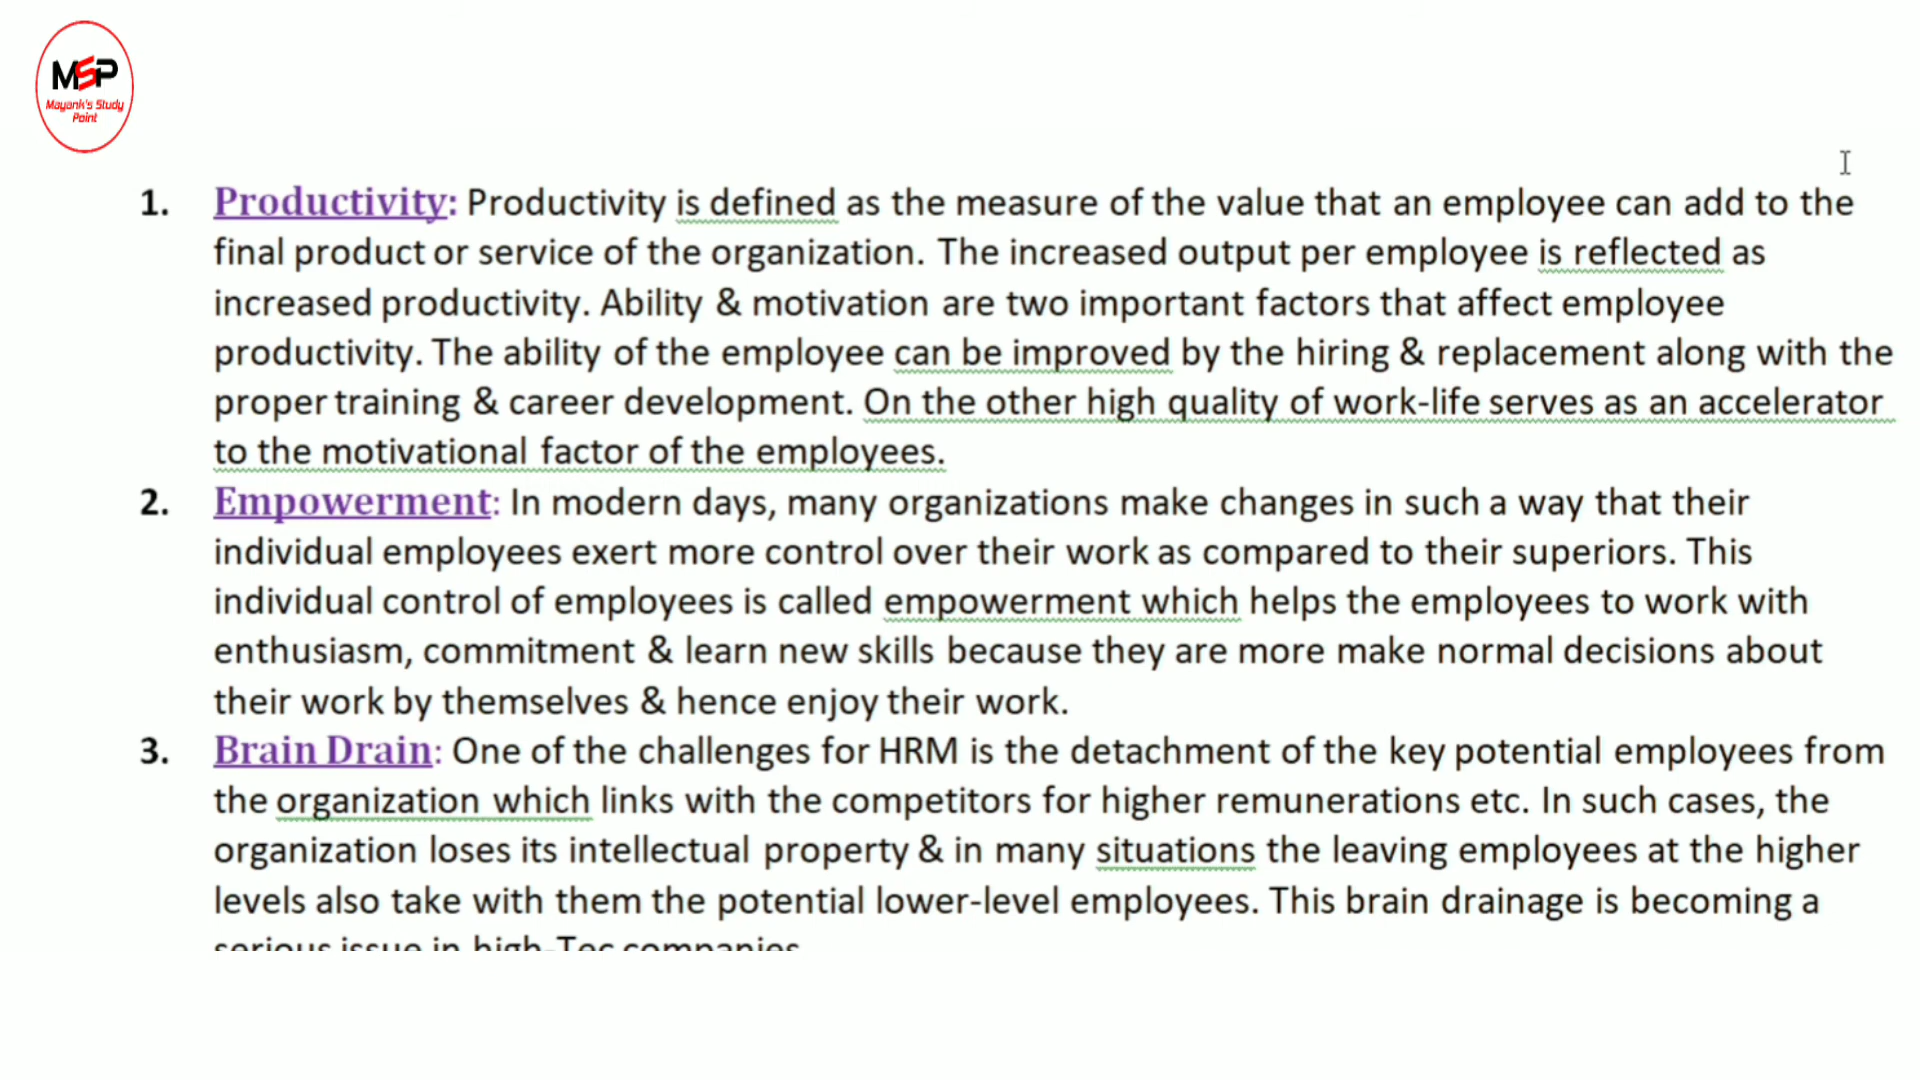 MSP
Mayank's Study
Point
1. Productivity: Productivity is defined as the measure of the value that an employee can add to the
final product or service of the organization. The increased output per employee is reflected as
increased productivity. Ability & motivation are two important factors that affect employee
productivity. The ability of the employee can be improved by the hiring & replacement along with the
proper training & career development. On the other high quality of work-life serves as an accelerator
to the motivational factor of the employees.
2. Empowerment: In modern days, many organizations make changes in such a way that their
individual employees exert more control over their work as compared to their superiors. This
individual control of employees is called empowerment which helps the employees to work with
enthusiasm, commitment & learn new skills because they are more make normal decisions about
their work by themselves & hence enjoy their work.
3. Brain Drain: One of the challenges for HRM is the detachment of the key potential employees from
the organization which links with the competitors for higher remunerations etc. In such cases, the
organization loses its intellectual property & in many situations the leaving employees at the higher
levels also take with them the potential lower-level employees. This brain drainage is becoming a
serious issue in high-Tec companies